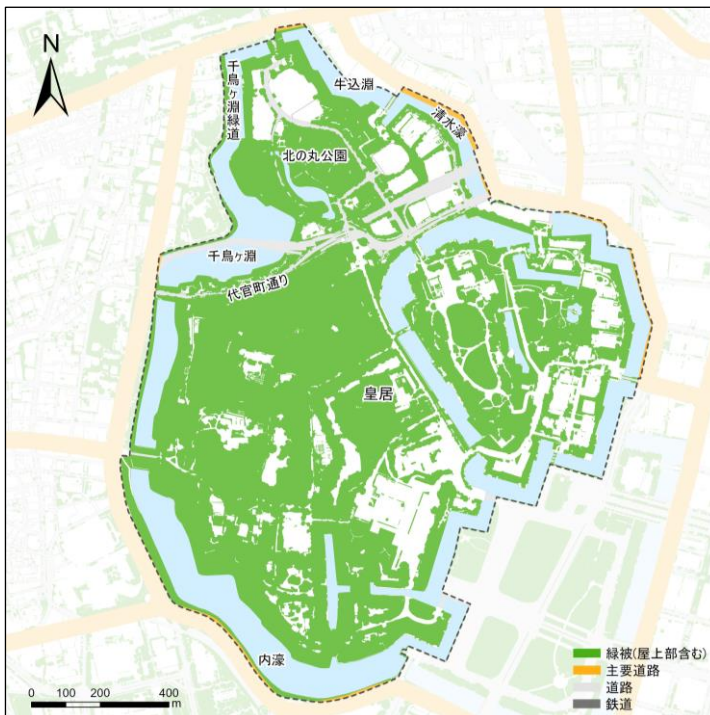 N
千鳥ヶ淵緑道
牛込淵
清水濠
北の丸公園
千鳥ヶ淵
代官町通り
皇居
内濠
緑被(屋上部含む)
主要道路
道路
鉄道
0 100 200 400
m